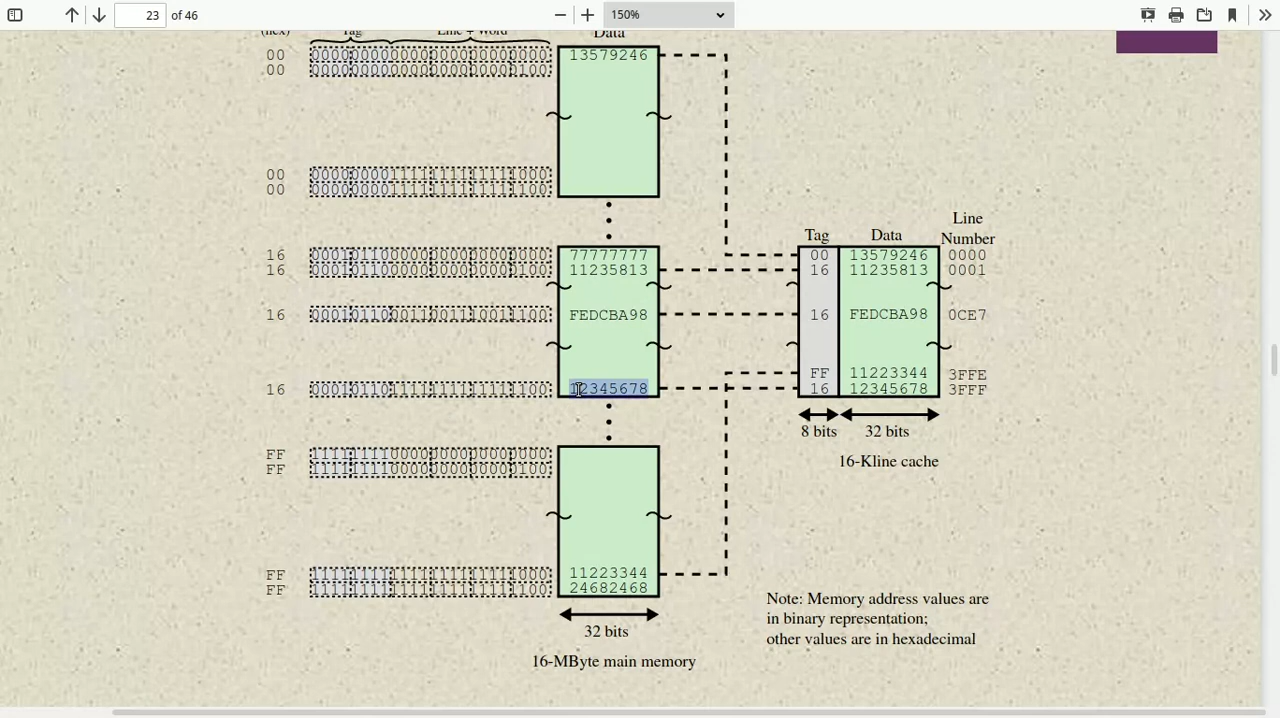 23 of 46
150%
(hex) Tag Line + Word Data
00 000000000000000000000000 13579246
00 000000000000000000000100
00 000000001111111111111000
00 000000001111111111111100
Line
Tag Data Number
16 000101100000000000000000 77777777 00 13579246 0000
16 000101100000000000000100 11235813 16 11235813 0001
16 000101100011001110011100 FEDCBA98 16 FEDCBA98 0CE7
FF 11223344 3FFE
16 000101101111111111111100 12345678 16 12345678 3FFF
8 bits 32 bits
FF 111111110000000000000000
FF 111111110000000000000100
16-Kline cache
FF 111111111111111111111000 11223344
FF 111111111111111111111100 24682468
Note: Memory address values are
in binary representation;
other values are in hexadecimal
32 bits
16-MByte main memory